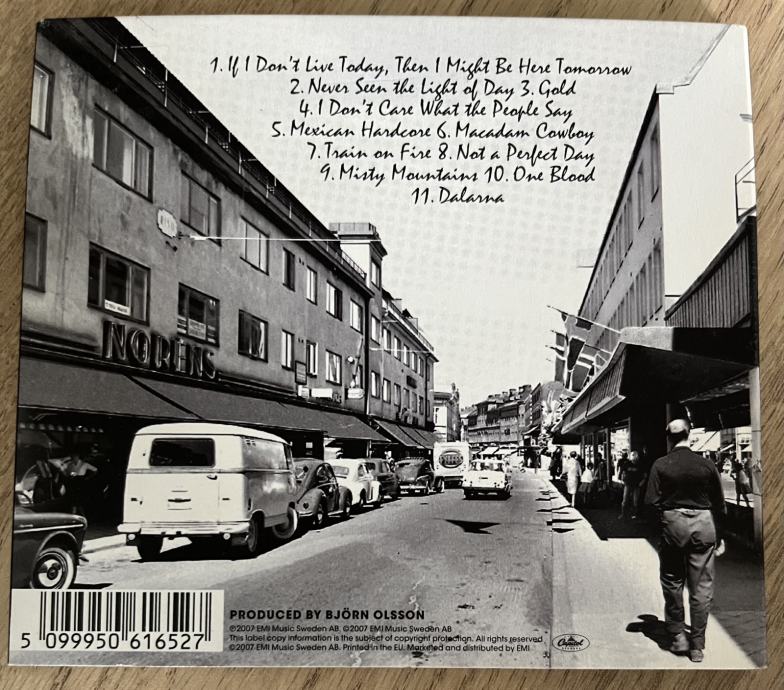 1. If I Don't Live Today, Then I Might Be Here Tomorrow
2. Never Seen the Light of Day 3. Gold
4. I Don't Care What the People Say
5. Mexican Hardcore 6. Macadam Cowboy
7. Train on Fire 8. Not a Perfect Day
9. Misty Mountains 10. One Blood
11. Dalarna
NORÉNS
PRODUCED BY BJÖRN OLSSON
℗2007 EMI Music Sweden AB. ©2007 EMI Music Sweden AB
This label copyinformation is the subject of copyright protection. All rights reserved
©2007 EMI Music Sweden AB. Printed in the EU. Marketed and distributed by EMI
Capitol
5 099950 616527